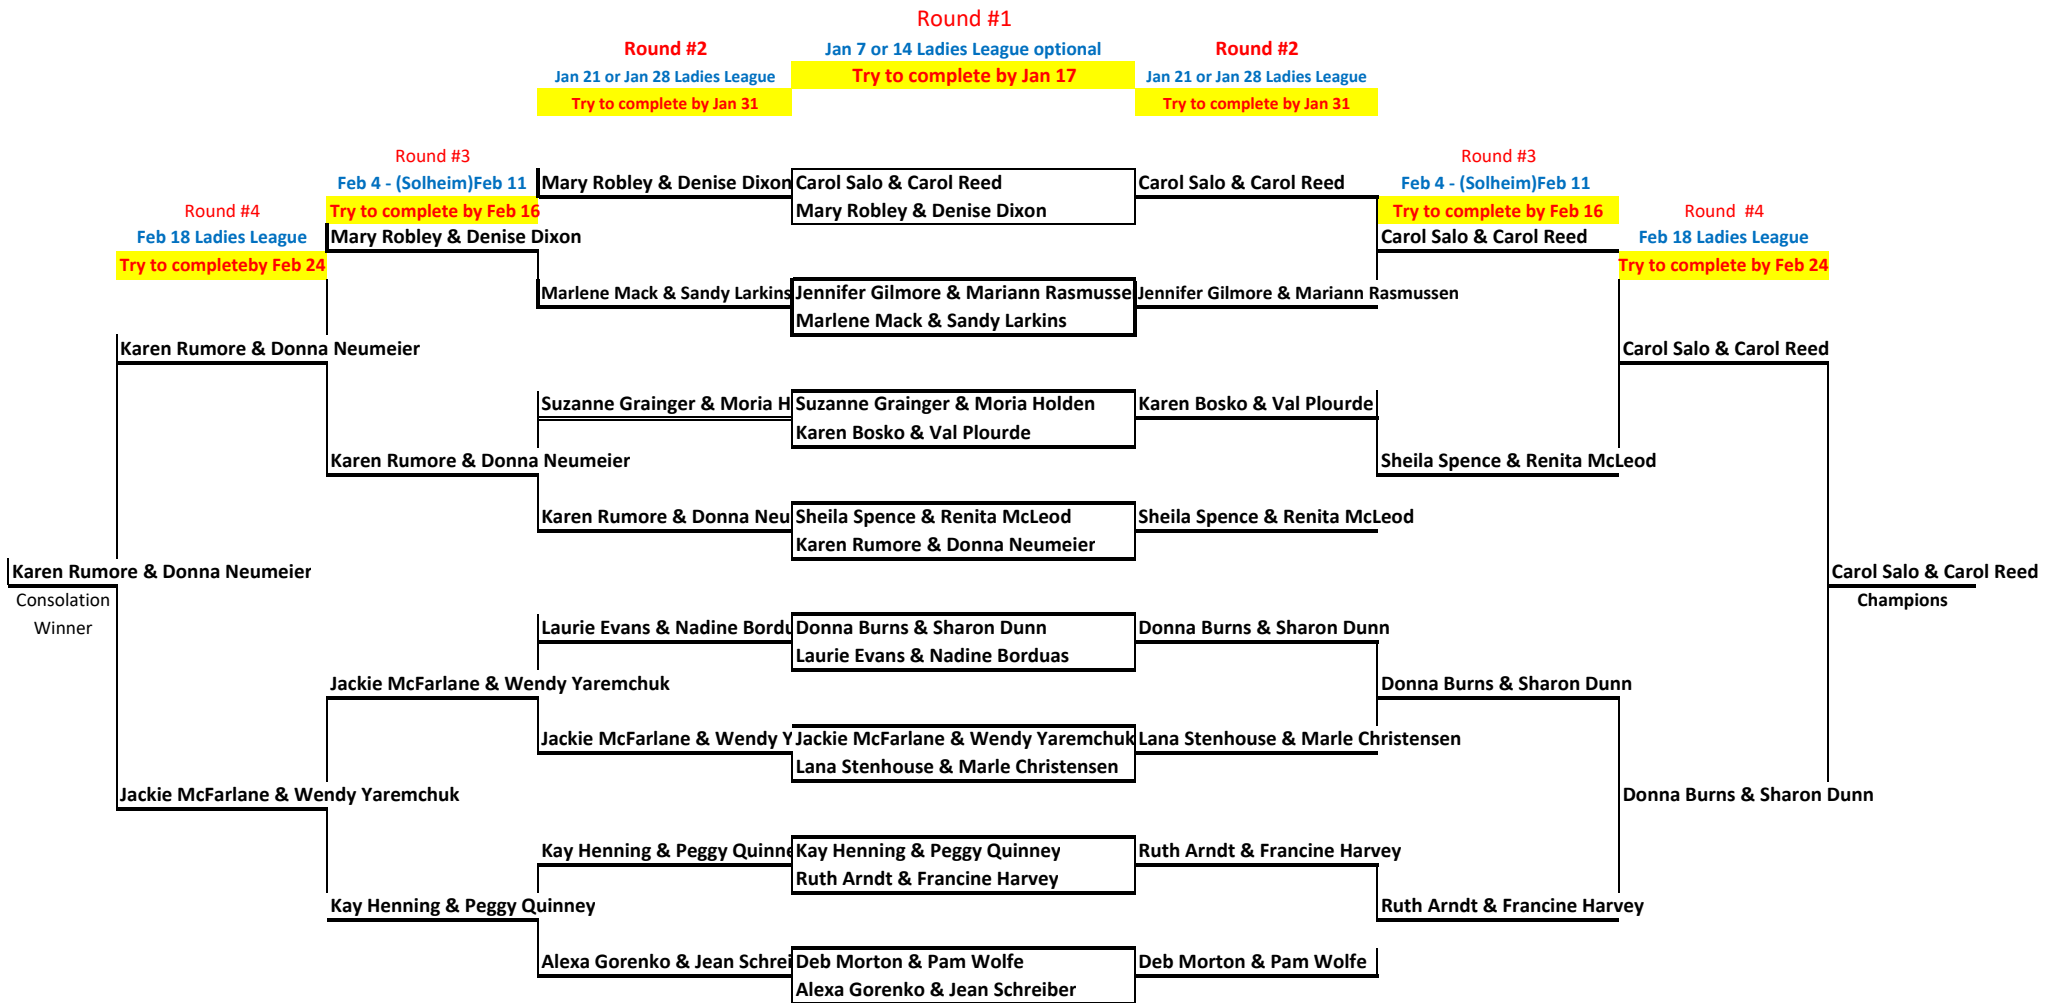 Round #1
Round #2
Jan 7 or 14 Ladies League optional
Round #2
Jan 21 or Jan 28 Ladies League
Try to complete by Jan 17
Jan 21 or Jan 28 Ladies League
Try to complete by Jan 31
Try to complete by Jan 31
Round #3
Round #3
Feb 4 - (Solheim)Feb 11
Mary Robley & Denise Dixon
Carol Salo & Carol Reed
Carol Salo & Carol Reed
Feb 4 - (Solheim)Feb 11
Round #4
Try to complete by Feb 16
Mary Robley & Denise Dixon
Try to complete by Feb 16
Round #4
Feb 18 Ladies League
Mary Robley & Denise Dixon
Carol Salo & Carol Reed
Feb 18 Ladies League
Try to completeby Feb 24
Try to complete by Feb 24
Marlene Mack & Sandy Larkins
Jennifer Gilmore & Mariann Rasmusse
Jennifer Gilmore & Mariann Rasmussen
Marlene Mack & Sandy Larkins
Karen Rumore & Donna Neumeier
Carol Salo & Carol Reed
Suzanne Grainger & Moria H
Suzanne Grainger & Moria Holden
Karen Bosko & Val Plourde
Karen Bosko & Val Plourde
Karen Rumore & Donna Neumeier
Sheila Spence & Renita McLeod
Karen Rumore & Donna Neu
Sheila Spence & Renita McLeod
Sheila Spence & Renita McLeod
Karen Rumore & Donna Neumeier
Karen Rumore & Donna Neumeier
Carol Salo & Carol Reed
Consolation
Champions
Winner
Laurie Evans & Nadine Bordu
Donna Burns & Sharon Dunn
Donna Burns & Sharon Dunn
Laurie Evans & Nadine Borduas
Jackie McFarlane & Wendy Yaremchuk
Donna Burns & Sharon Dunn
Jackie McFarlane & Wendy Y
Jackie McFarlane & Wendy Yaremchuk
Lana Stenhouse & Marle Christensen
Lana Stenhouse & Marle Christensen
Jackie McFarlane & Wendy Yaremchuk
Donna Burns & Sharon Dunn
Kay Henning & Peggy Quinne
Kay Henning & Peggy Quinney
Ruth Arndt & Francine Harvey
Ruth Arndt & Francine Harvey
Kay Henning & Peggy Quinney
Ruth Arndt & Francine Harvey
Alexa Gorenko & Jean Schrei
Deb Morton & Pam Wolfe
Deb Morton & Pam Wolfe
Alexa Gorenko & Jean Schreiber